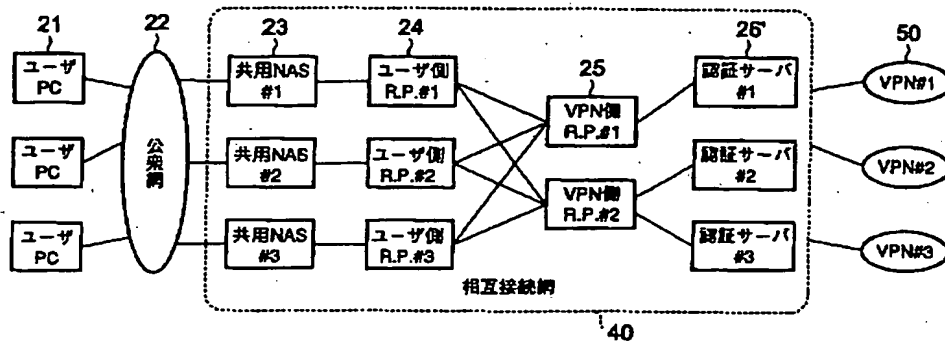 21
22
23
24
25
26'
50
ユーザ
PC
ユーザ
PC
ユーザ
PC
公衆網
共用NAS
#1
共用NAS
#2
共用NAS
#3
ユーザ側
R.P.#1
ユーザ側
R.P.#2
ユーザ側
R.P.#3
VPN側
R.P.#1
VPN側
R.P.#2
認証サーバ
#1
認証サーバ
#2
認証サーバ
#3
VPN#1
VPN#2
VPN#3
相互接続網
40